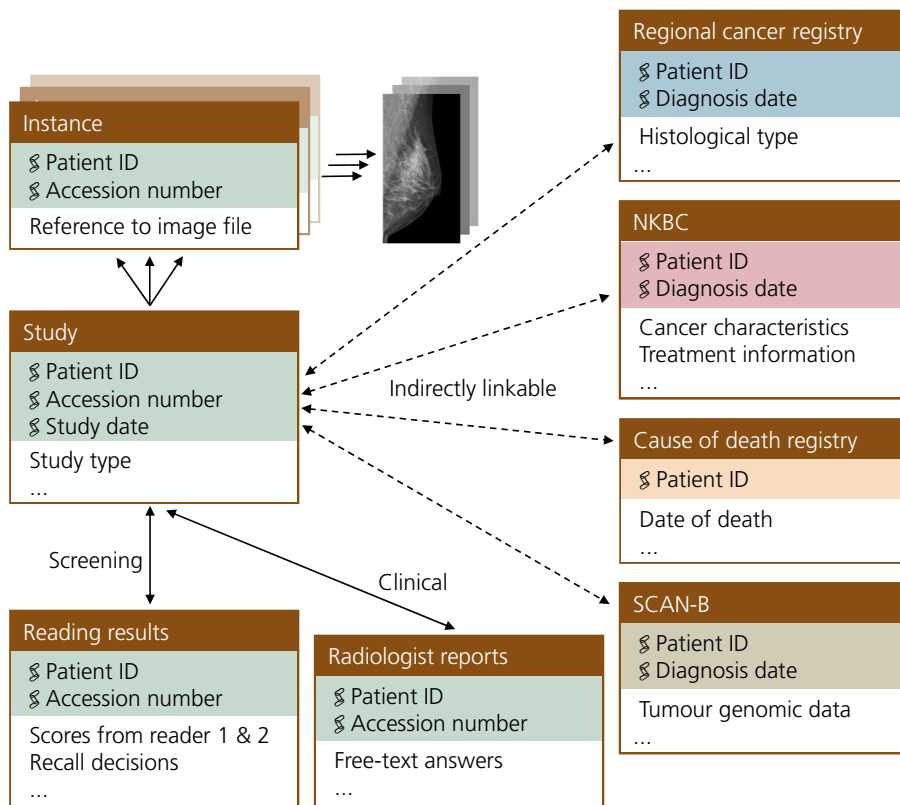 Instance
Patient ID
Accession number
Reference to image file
Study
Patient ID
Accession number
Study date
Study type
...
Screening
Clinical
Indirectly linkable
Reading results
Patient ID
Accession number
Scores from reader 1 & 2
Recall decisions
...
Radiologist reports
Patient ID
Accession number
Free-text answers
...
Regional cancer registry
Patient ID
Diagnosis date
Histological type
...
NKBC
Patient ID
Diagnosis date
Cancer characteristics
Treatment information
...
Cause of death registry
Patient ID
Date of death
...
SCAN-B
Patient ID
Diagnosis date
Tumour genomic data
...